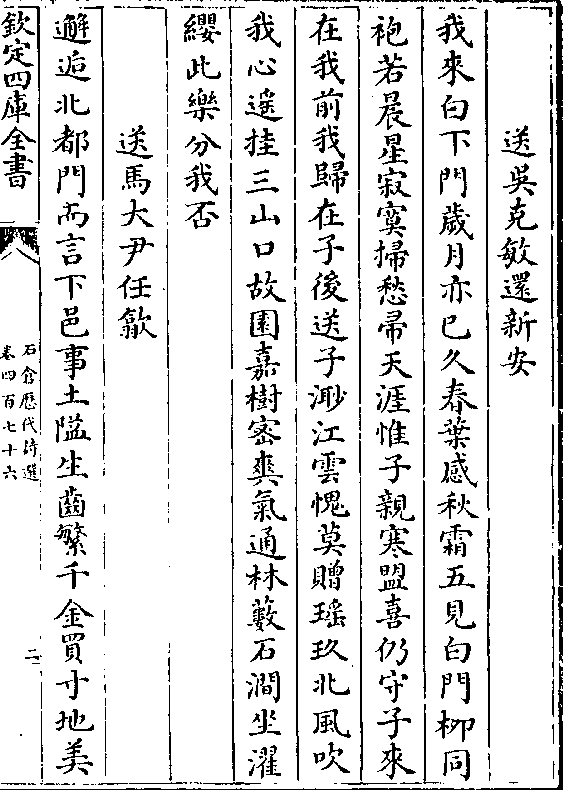 送吳克敏還新安
我來白下門歲月亦已久春葉感秋霜五見白門柳同
袍若晨星寂寞掃愁帚天涯惟子親寒盟喜仍守子來
在我前我歸在子後送子渺江雲愧莫贈瑶玖北風吹
我心遥挂三山口故園嘉樹宻爽氣通林藪石澗坐濯
纓此樂分我否
送馬大尹任歙
邂逅北都門而言下邑事土隘生齒繁千金買寸地美
欽定四庫全書
石倉歷代詩選
卷四百七十六
二